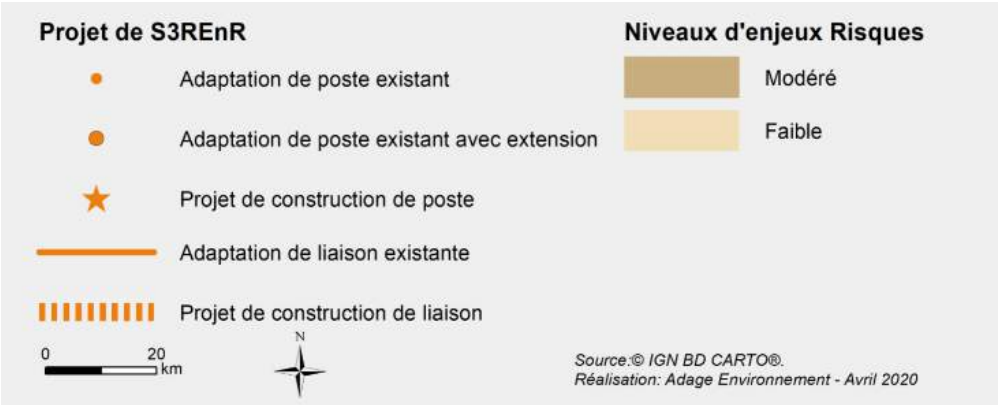 Projet de S3REnR
Adaptation de poste existant
Adaptation de poste existant avec extension
Projet de construction de poste
Adaptation de liaison existante
Projet de construction de liaison
0 20
km
N
Niveaux d'enjeux Risques
Modéré
Faible
Source:© IGN BD CARTO®.
Réalisation: Adage Environnement - Avril 2020